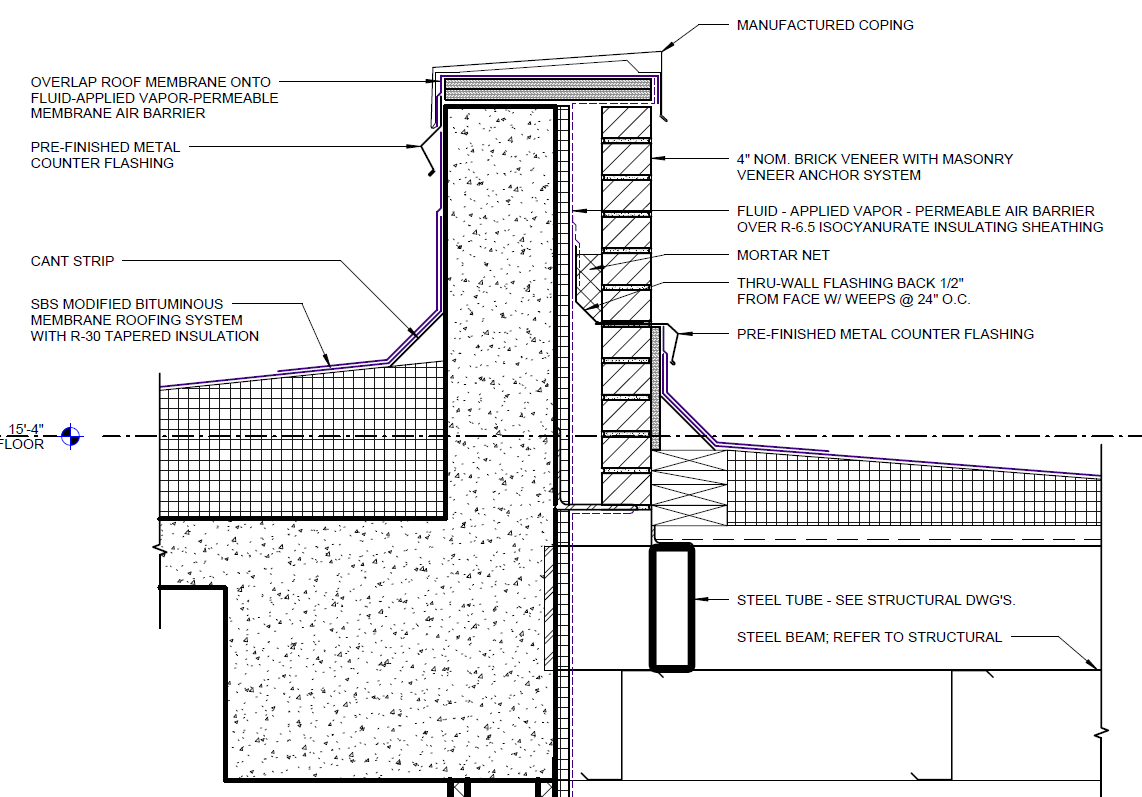 MANUFACTURED COPING
OVERLAP ROOF MEMBRANE ONTO
FLUID-APPLIED VAPOR-PERMEABLE
MEMBRANE AIR BARRIER
PRE-FINISHED METAL
COUNTER FLASHING
4" NOM. BRICK VENEER WITH MASONRY
VENEER ANCHOR SYSTEM
FLUID - APPLIED VAPOR - PERMEABLE AIR BARRIER
OVER R-6.5 ISOCYANURATE INSULATING SHEATHING
MORTAR NET
CANT STRIP
THRU-WALL FLASHING BACK 1/2"
FROM FACE W/ WEEPS @ 24" O.C.
SBS MODIFIED BITUMINOUS
MEMBRANE ROOFING SYSTEM
WITH R-30 TAPERED INSULATION
PRE-FINISHED METAL COUNTER FLASHING
15'-4"
FLOOR
STEEL TUBE - SEE STRUCTURAL DWG'S.
STEEL BEAM; REFER TO STRUCTURAL